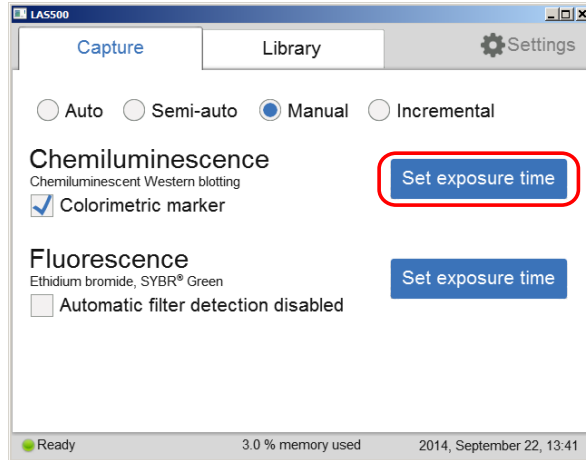 LAS500
Capture
Library
Settings
Auto
Semi-auto
Manual
Incremental
Chemiluminescence
Chemiluminescent Western blotting
Colorimetric marker
Set exposure time
Fluorescence
Ethidium bromide, SYBR® Green
Automatic filter detection disabled
Set exposure time
Ready
3.0 % memory used
2014, September 22, 13:41